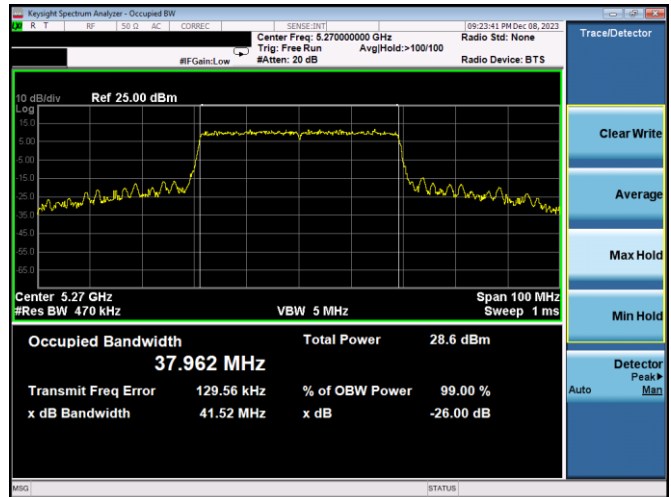 Keysight Spectrum Analyzer - Occupied BW
R T RF 50 Ω AC CORREC SENSE:INT 09:23:41 PM Dec 08, 2023
Center Freq: 5.270000000 GHz Radio Std: None
Trig: Free Run Avg|Hold:>100/100
#IFGain:Low #Atten: 20 dB Radio Device: BTS
10 dB/div Ref 25.00 dBm
Log
15.0
5.00
-5.00
-15.0
-25.0
-35.0
-45.0
-55.0
-65.0
Center 5.27 GHz Span 100 MHz
#Res BW 470 kHz VBW 5 MHz Sweep 1 ms
Occupied Bandwidth Total Power 28.6 dBm
37.962 MHz
Transmit Freq Error 129.56 kHz % of OBW Power 99.00 %
x dB Bandwidth 41.52 MHz x dB -26.00 dB
MSG STATUS
Trace/Detector
Clear Write
Average
Max Hold
Min Hold
Detector
Peak▶
Auto Man